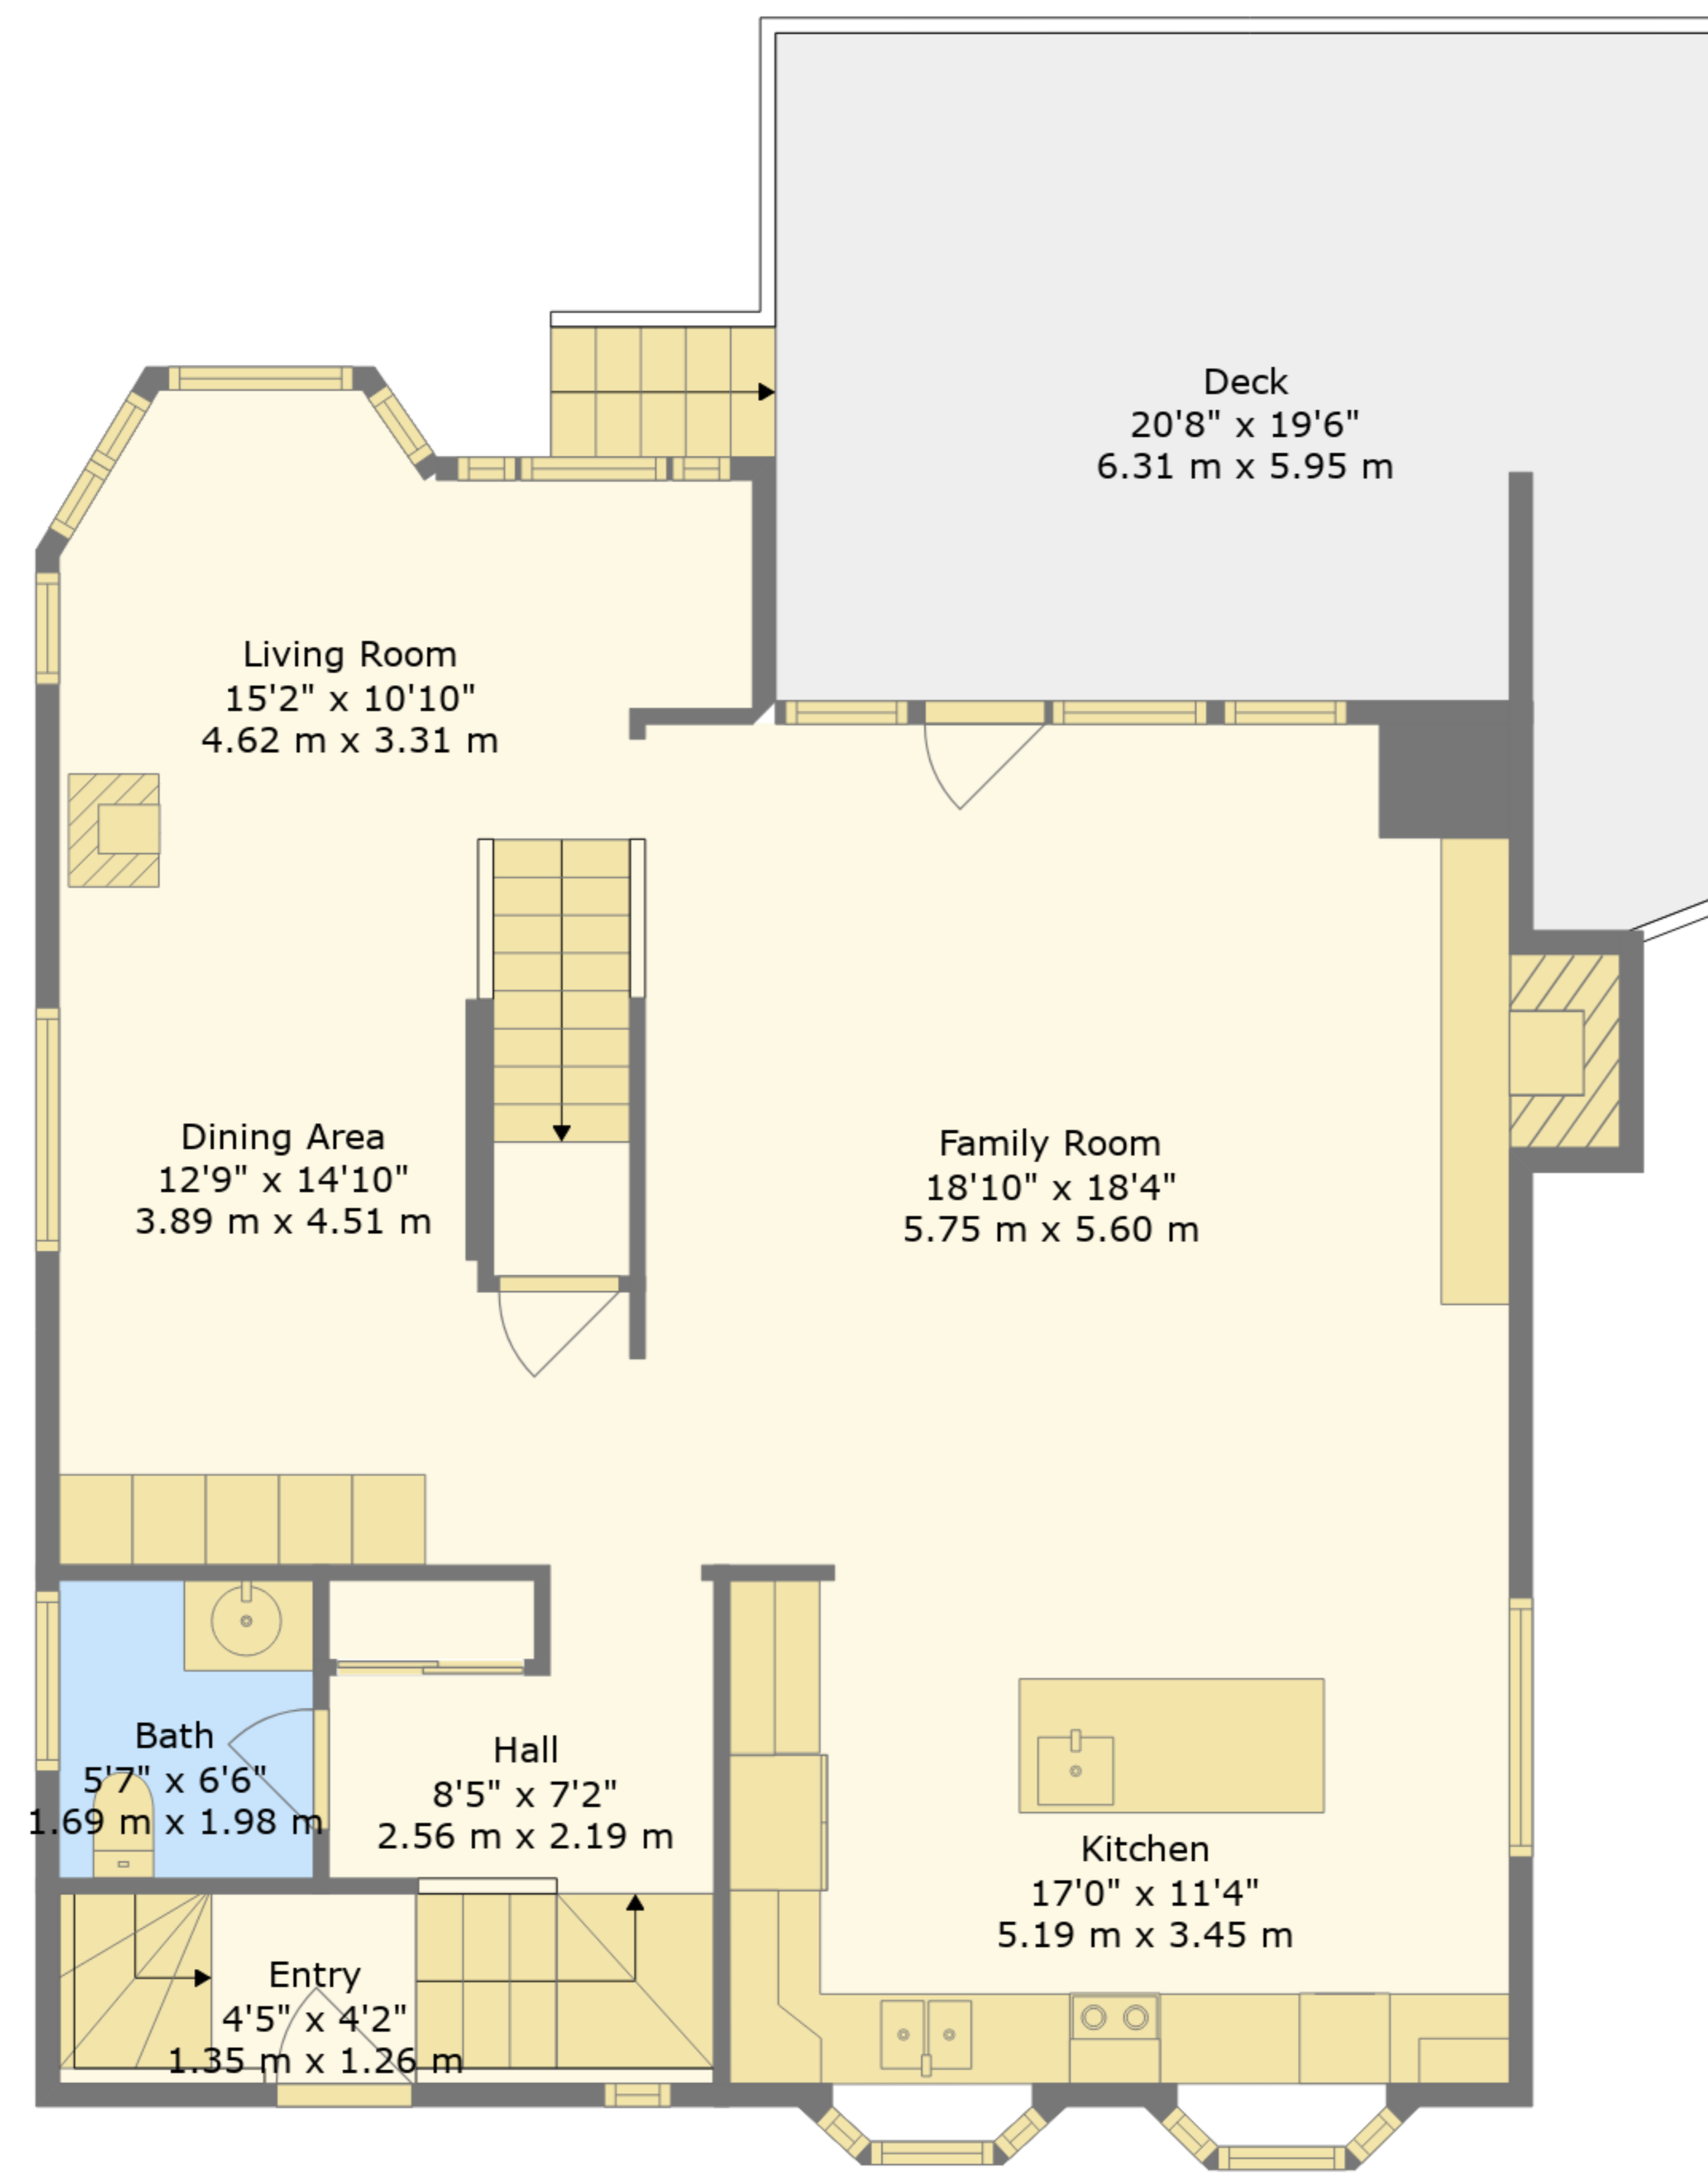 Deck
20'8" x 19'6"
6.31 m x 5.95 m
Living Room
15'2" x 10'10"
4.62 m x 3.31 m
Dining Area
12'9" x 14'10"
3.89 m x 4.51 m
Family Room
18'10" x 18'4"
5.75 m x 5.60 m
Bath
5'7" x 6'6"
1.69 m x 1.98 m
Hall
8'5" x 7'2"
2.56 m x 2.19 m
Kitchen
17'0" x 11'4"
5.19 m x 3.45 m
Entry
4'5" x 4'2"
1.35 m x 1.26 m